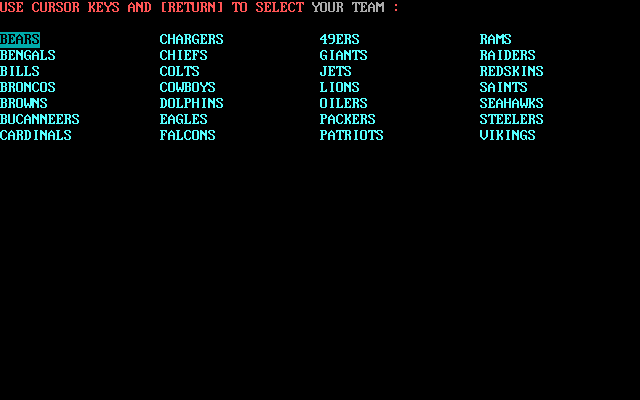 USE CURSOR KEYS AND [RETURN] TO SELECT YOUR TEAM :
BEARS CHARGERS 49ERS RAMS
BENGALS CHIEFS GIANTS RAIDERS
BILLS COLTS JETS REDSKINS
BRONCOS COWBOYS LIONS SAINTS
BROWNS DOLPHINS OILERS SEAHAWKS
BUCANNEERS EAGLES PACKERS STEELERS
CARDINALS FALCONS PATRIOTS VIKINGS